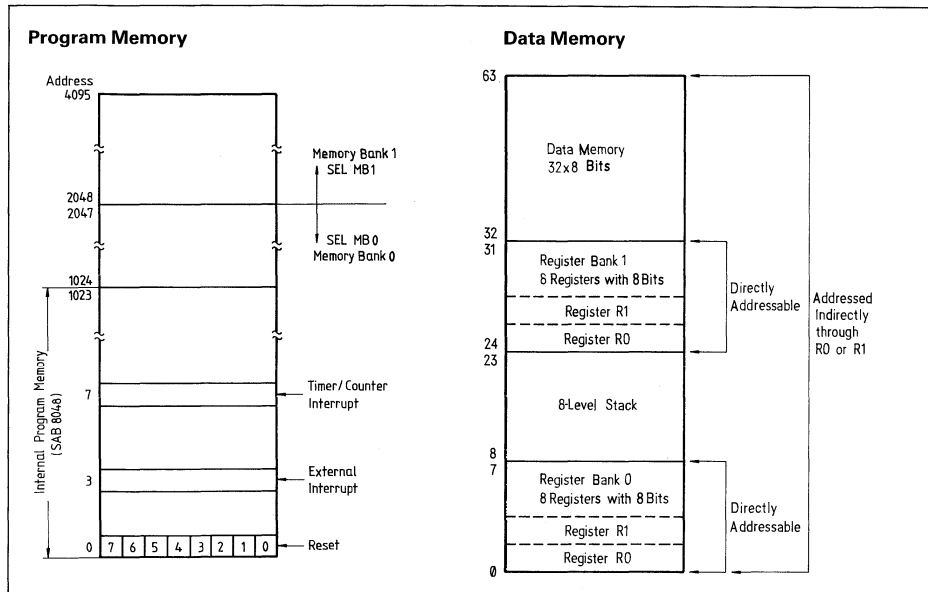 Program Memory
Address
4095
Memory Bank 1
SEL MB1
2048
2047
SEL MB0
Memory Bank 0
1024
1023
Internal Program Memory
(SAB 8048)
7
Timer/Counter
Interrupt
3
External
Interrupt
0 7 6 5 4 3 2 1 0 Reset
Data Memory
63
Data Memory
32x8 Bits
32
31
Register Bank 1
8 Registers with 8 Bits
Register R1
Register R0
24
23
8-Level Stack
8
7
Register Bank 0
8 Registers with 8 Bits
Register R1
Register R0
0
Directly
Addressable
Directly
Addressable
Addressed
Indirectly
through
R0 or R1